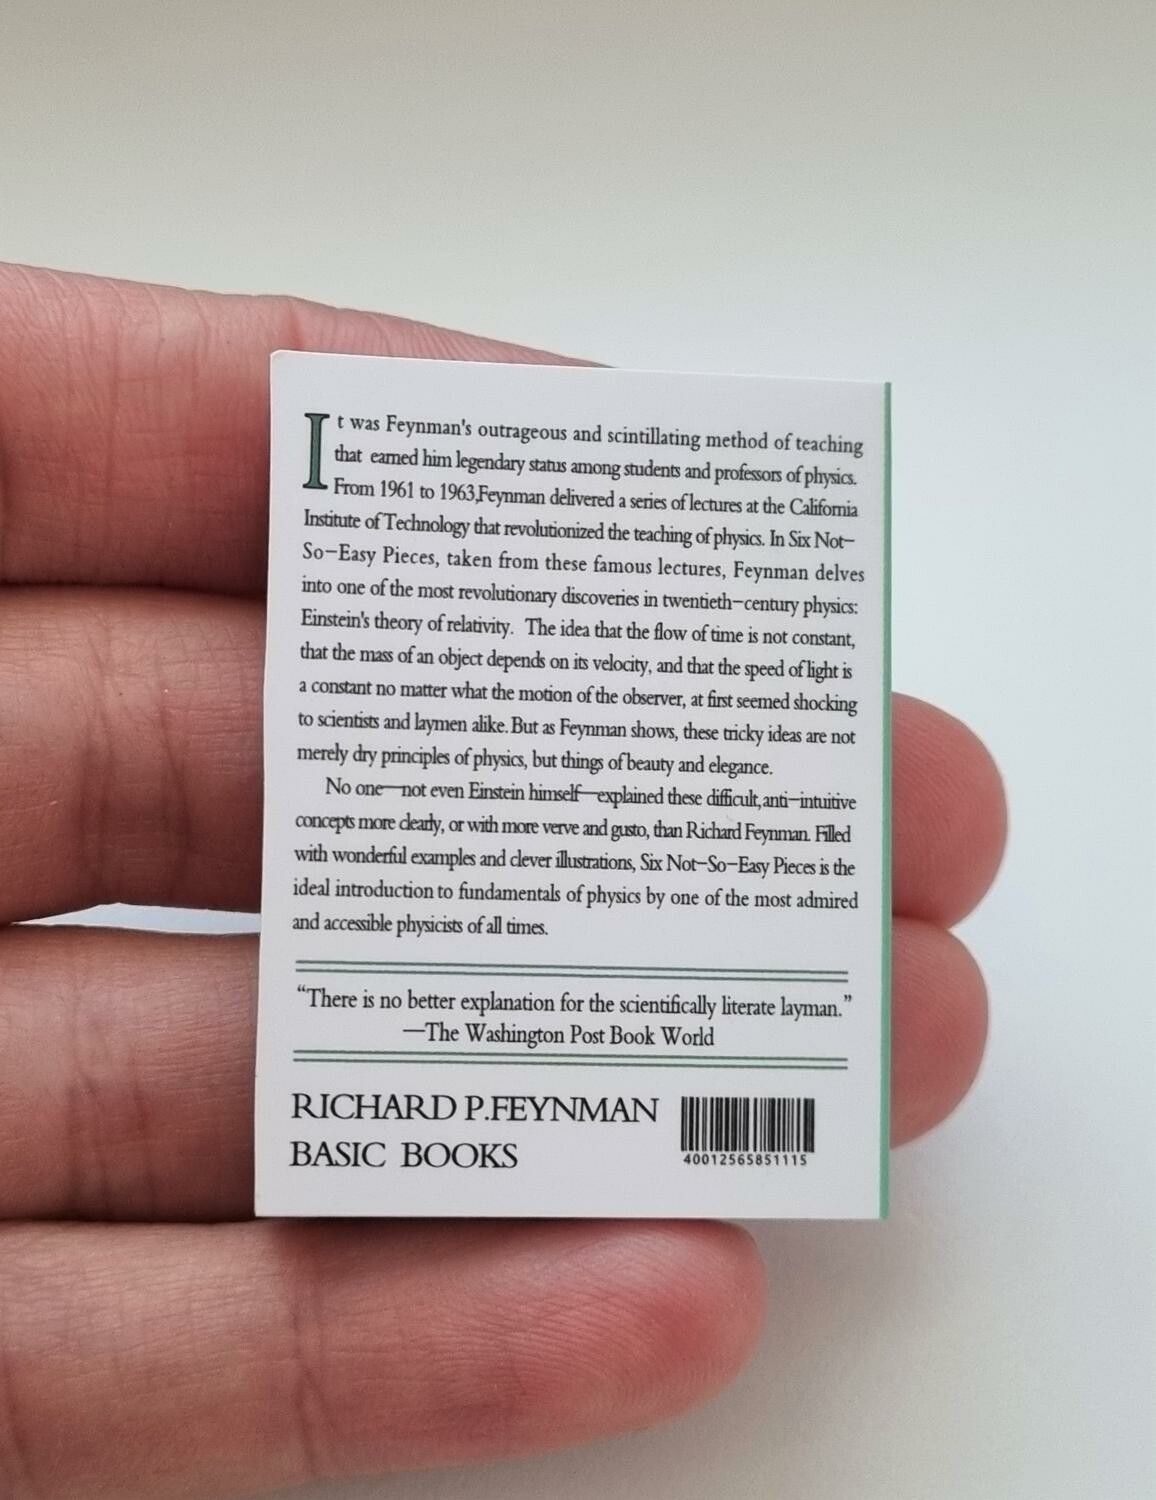 It was Feynman's outrageous and scintillating method of teaching
that earned him legendary status among students and professors of physics.
From 1961 to 1963,Feynman delivered a series of lectures at the California
Institute of Technology that revolutionized the teaching of physics. In Six Not-
So-Easy Pieces, taken from these famous lectures, Feynman delves
into one of the most revolutionary discoveries in twentieth-century physics:
Einstein's theory of relativity. The idea that the flow of time is not constant,
that the mass of an object depends on its velocity, and that the speed of light is
a constant no matter what the motion of the observer, at first seemed shocking
to scientists and laymen alike. But as Feynman shows, these tricky ideas are not
merely dry principles of physics, but things of beauty and elegance.
No one—not even Einstein himself—explained these difficult,anti-intuitive
concepts more clearly, or with more verve and gusto, than Richard Feynman. Filled
with wonderful examples and clever illustrations, Six Not-So-Easy Pieces is the
ideal introduction to fundamentals of physics by one of the most admired
and accessible physicists of all times.
“There is no better explanation for the scientifically literate layman.”
—The Washington Post Book World
RICHARD P.FEYNMAN
BASIC BOOKS
40012565851115